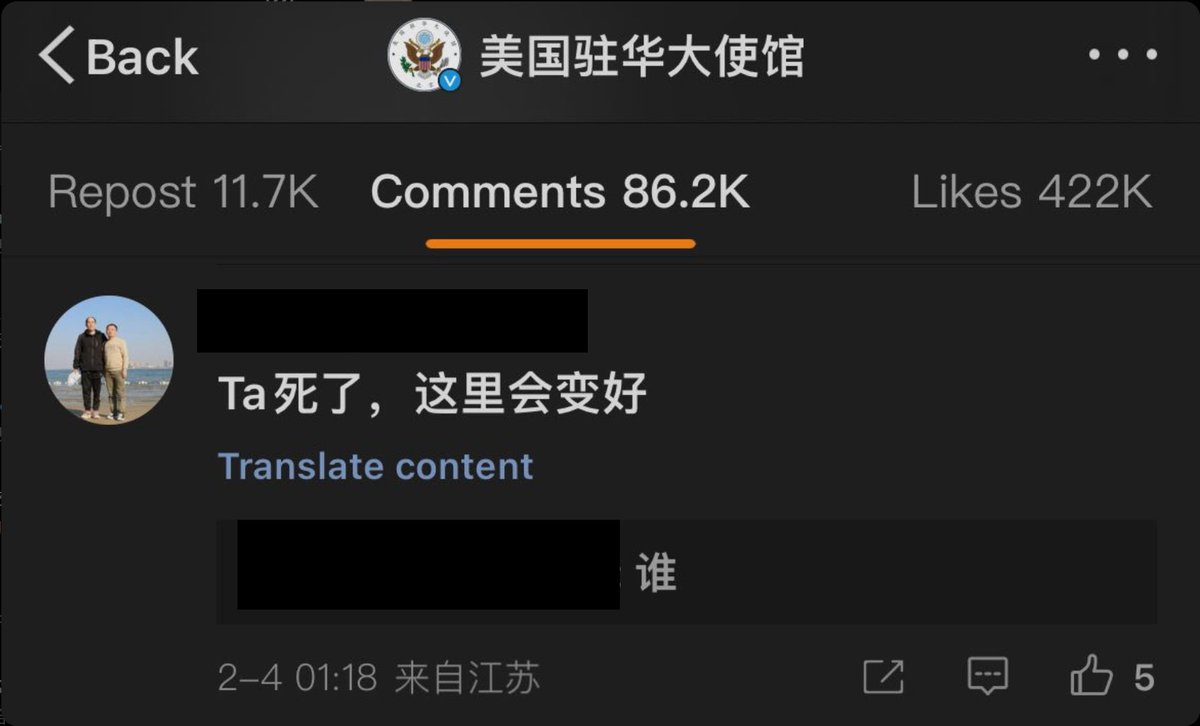 Back
美国驻华大使馆
Repost 11.7K Comments 86.2K Likes 422K
Ta死了，这里会变好
Translate content
谁
2-4 01:18 来自江苏
5